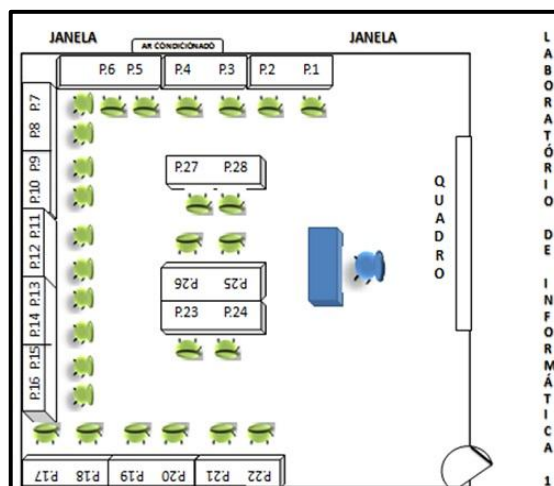 JANELA
AR CONDICIONADO
JANELA
P.6 P.5 P.4 P.3 P.2 P.1
P.7
P.8
P.9
P.10
P.11
P.12
P.13
P.14
P.15
P.16
P.27 P.28
P.26 P.25
P.23 P.24
P.17 P.18 P.19 P.20 P.21 P.22
QUADRO
LABORATÓRIO DE INFORMÁTICA 1